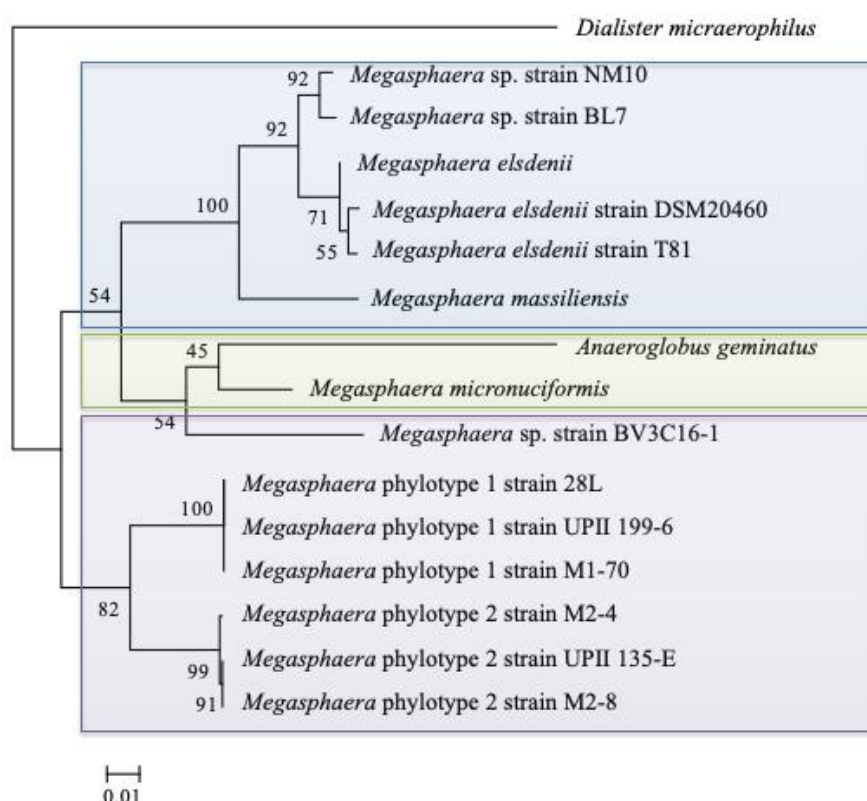 Dialister micraerophilus
92
Megasphaera sp. strain NM10
Megasphaera sp. strain BL7
92
Megasphaera elsdenii
71
Megasphaera elsdenii strain DSM20460
100
55
Megasphaera elsdenii strain T81
Megasphaera massiliensis
54
45
Anaeroglobus geminatus
Megasphaera micronuciformis
54
Megasphaera sp. strain BV3C16-1
Megasphaera phylotype 1 strain 28L
100
Megasphaera phylotype 1 strain UPII 199-6
Megasphaera phylotype 1 strain M1-70
82
Megasphaera phylotype 2 strain M2-4
Megasphaera phylotype 2 strain UPII 135-E
99
91
Megasphaera phylotype 2 strain M2-8
0.01